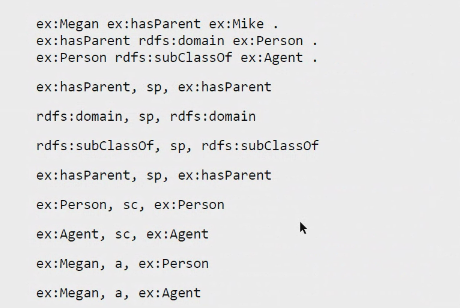 ex:Megan ex:hasParent ex:Mike .
ex:hasParent rdfs:domain ex:Person .
ex:Person rdfs:subClassOf ex:Agent .
ex:hasParent, sp, ex:hasParent
rdfs:domain, sp, rdfs:domain
rdfs:subClassOf, sp, rdfs:subClassOf
ex:hasParent, sp, ex:hasParent
ex:Person, sc, ex:Person
ex:Agent, sc, ex:Agent
ex:Megan, a, ex:Person
ex:Megan, a, ex:Agent